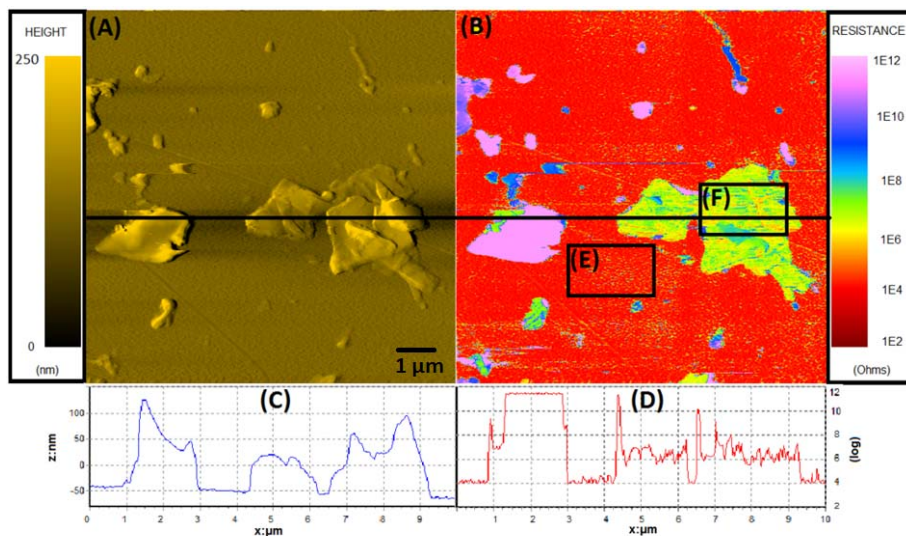 HEIGHT
250
0
(nm)
(A)
1 µm
(B)
(F)
(E)
RESISTANCE
1E12
1E10
1E8
1E6
1E4
1E2
(Ohms)
(C)
z:nm
100
50
0
-50
0 1 2 3 4 5 6 7 8 9
x:µm
(D)
12
10
8
6
4
2
(log)
1 2 3 4 5 6 7 8 9 10
x:µm